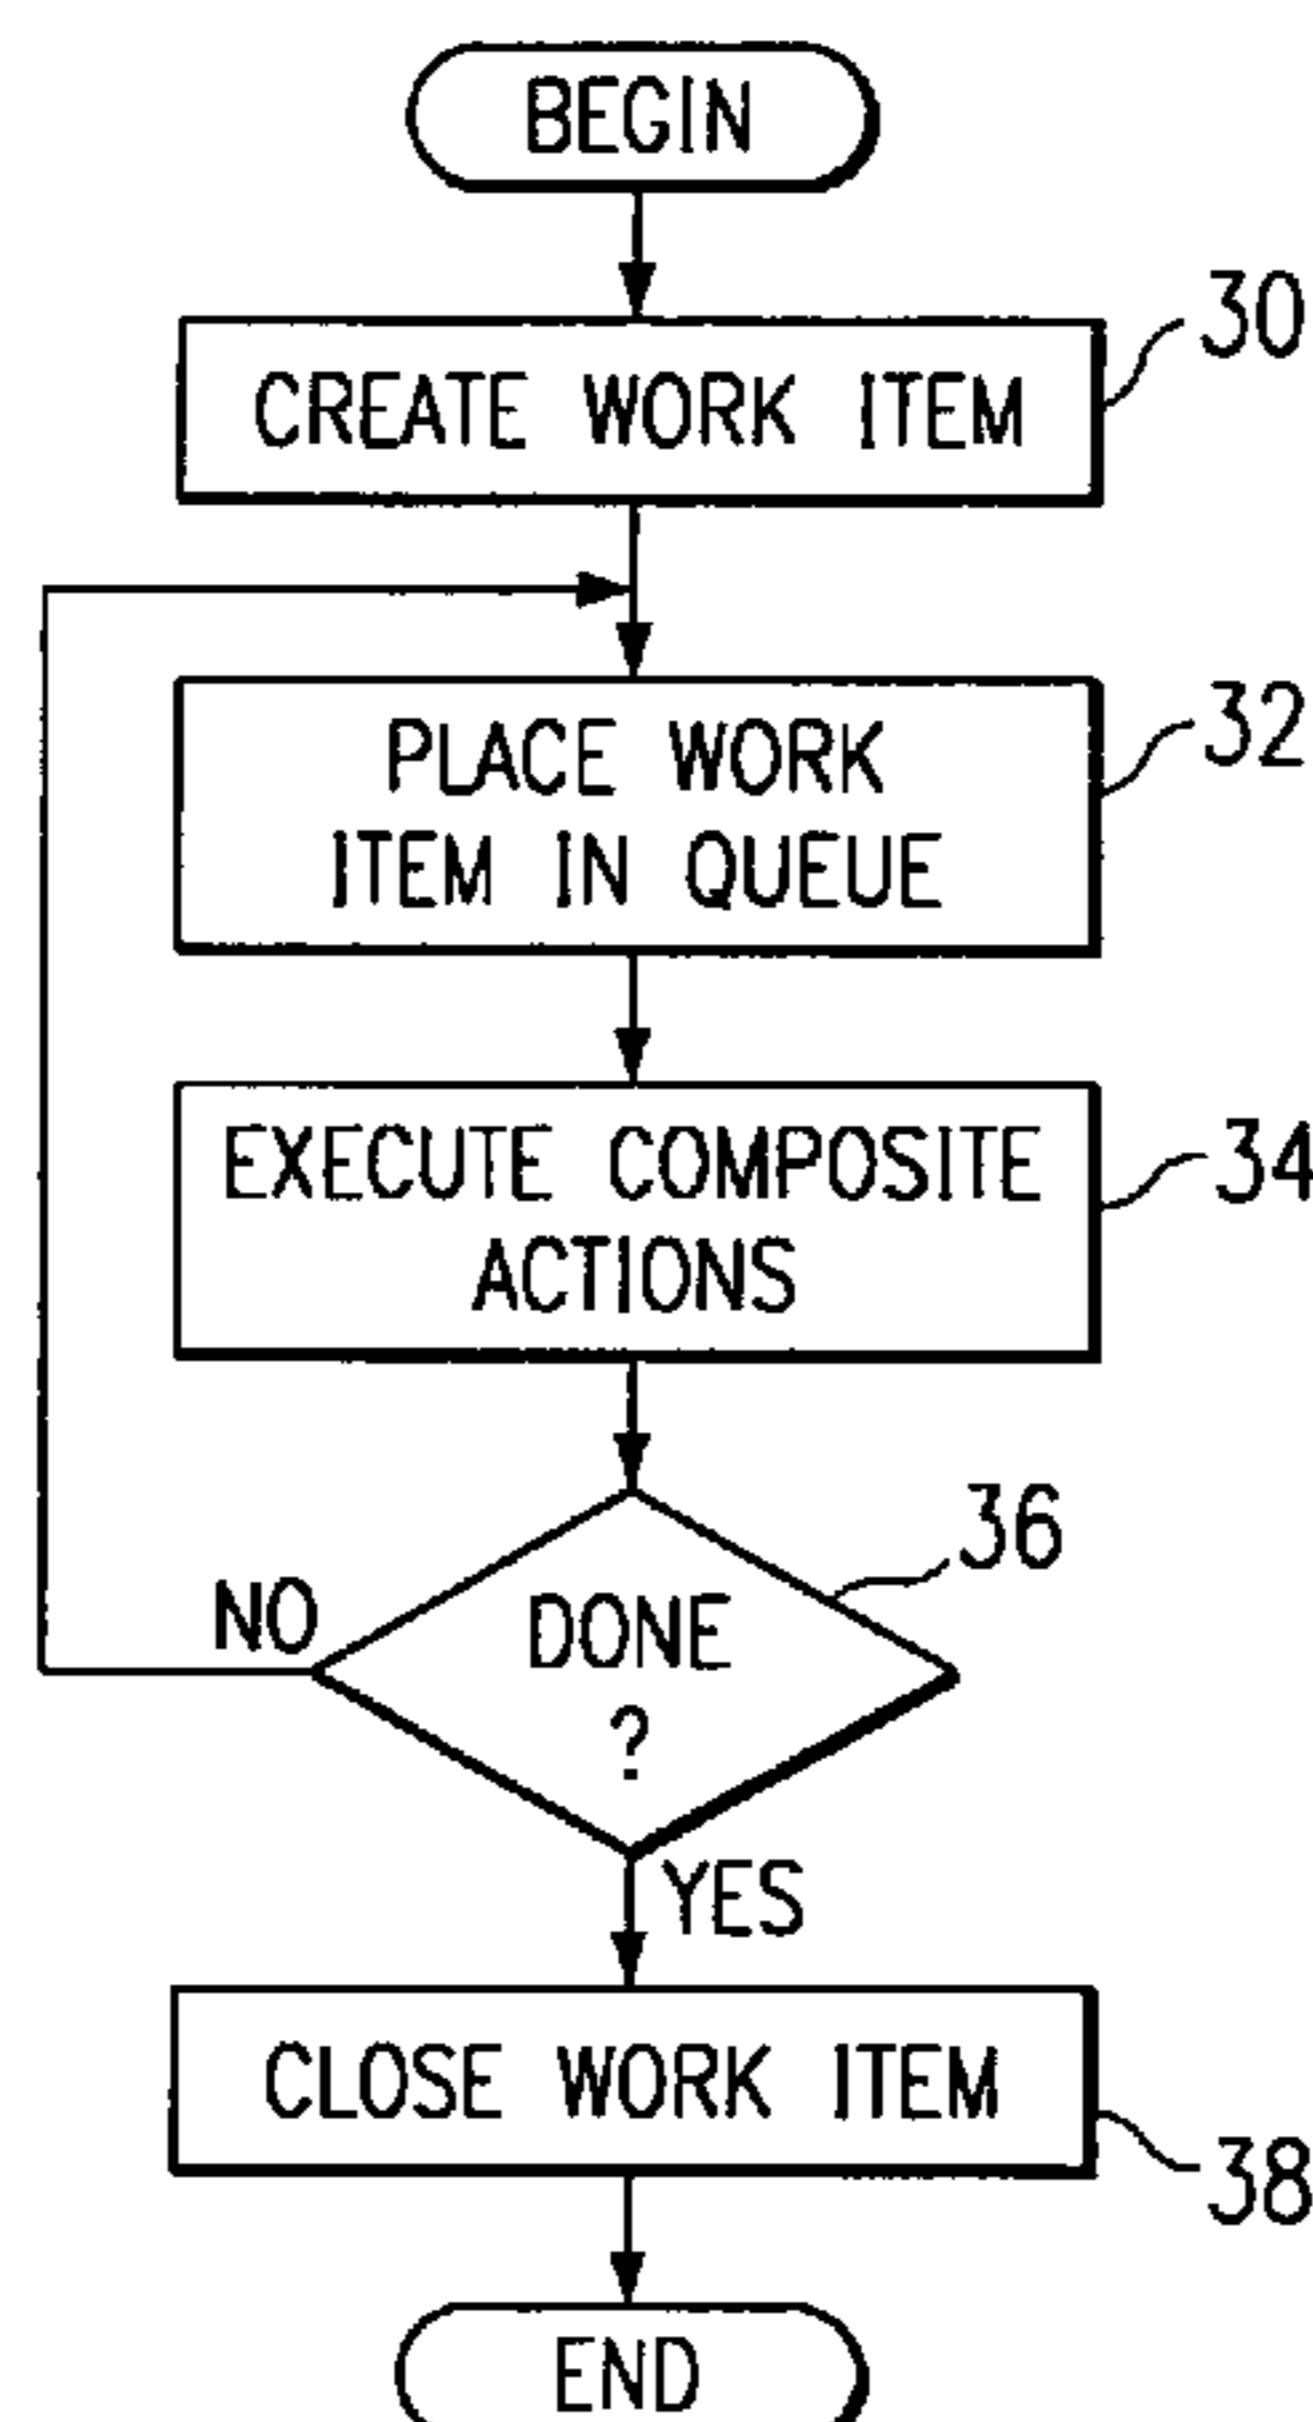 BEGIN
CREATE WORK ITEM
30
PLACE WORK
ITEM IN QUEUE
32
EXECUTE COMPOSITE
ACTIONS
34
36
DONE
?
NO
YES
CLOSE WORK ITEM
38
END